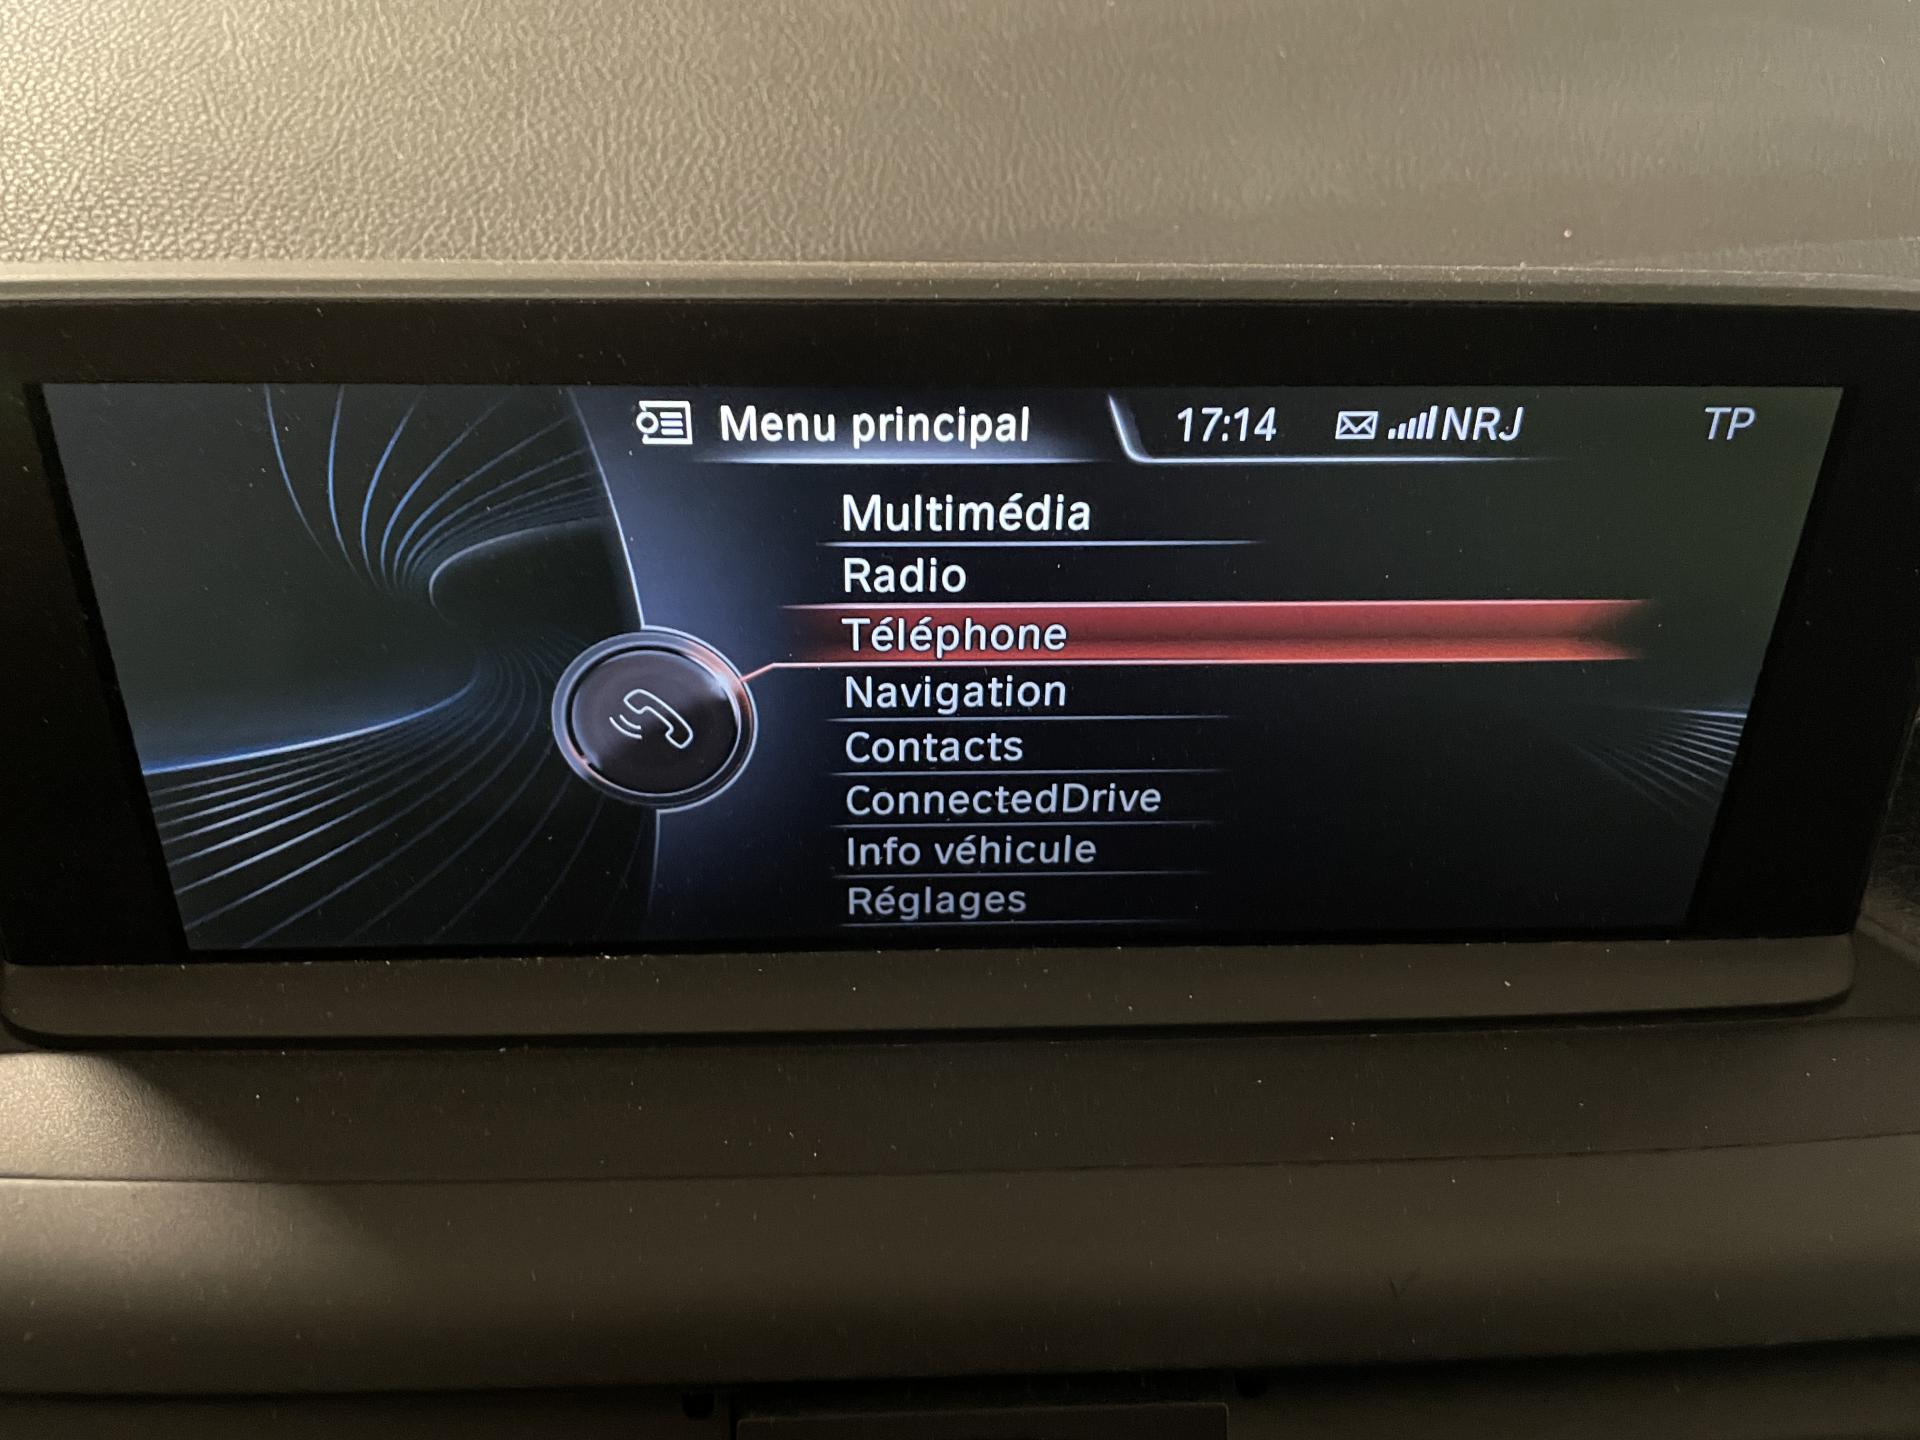 Menu principal 17:14 NRJ TP
Multimédia
Radio
Téléphone
Navigation
Contacts
ConnectedDrive
Info véhicule
Réglages